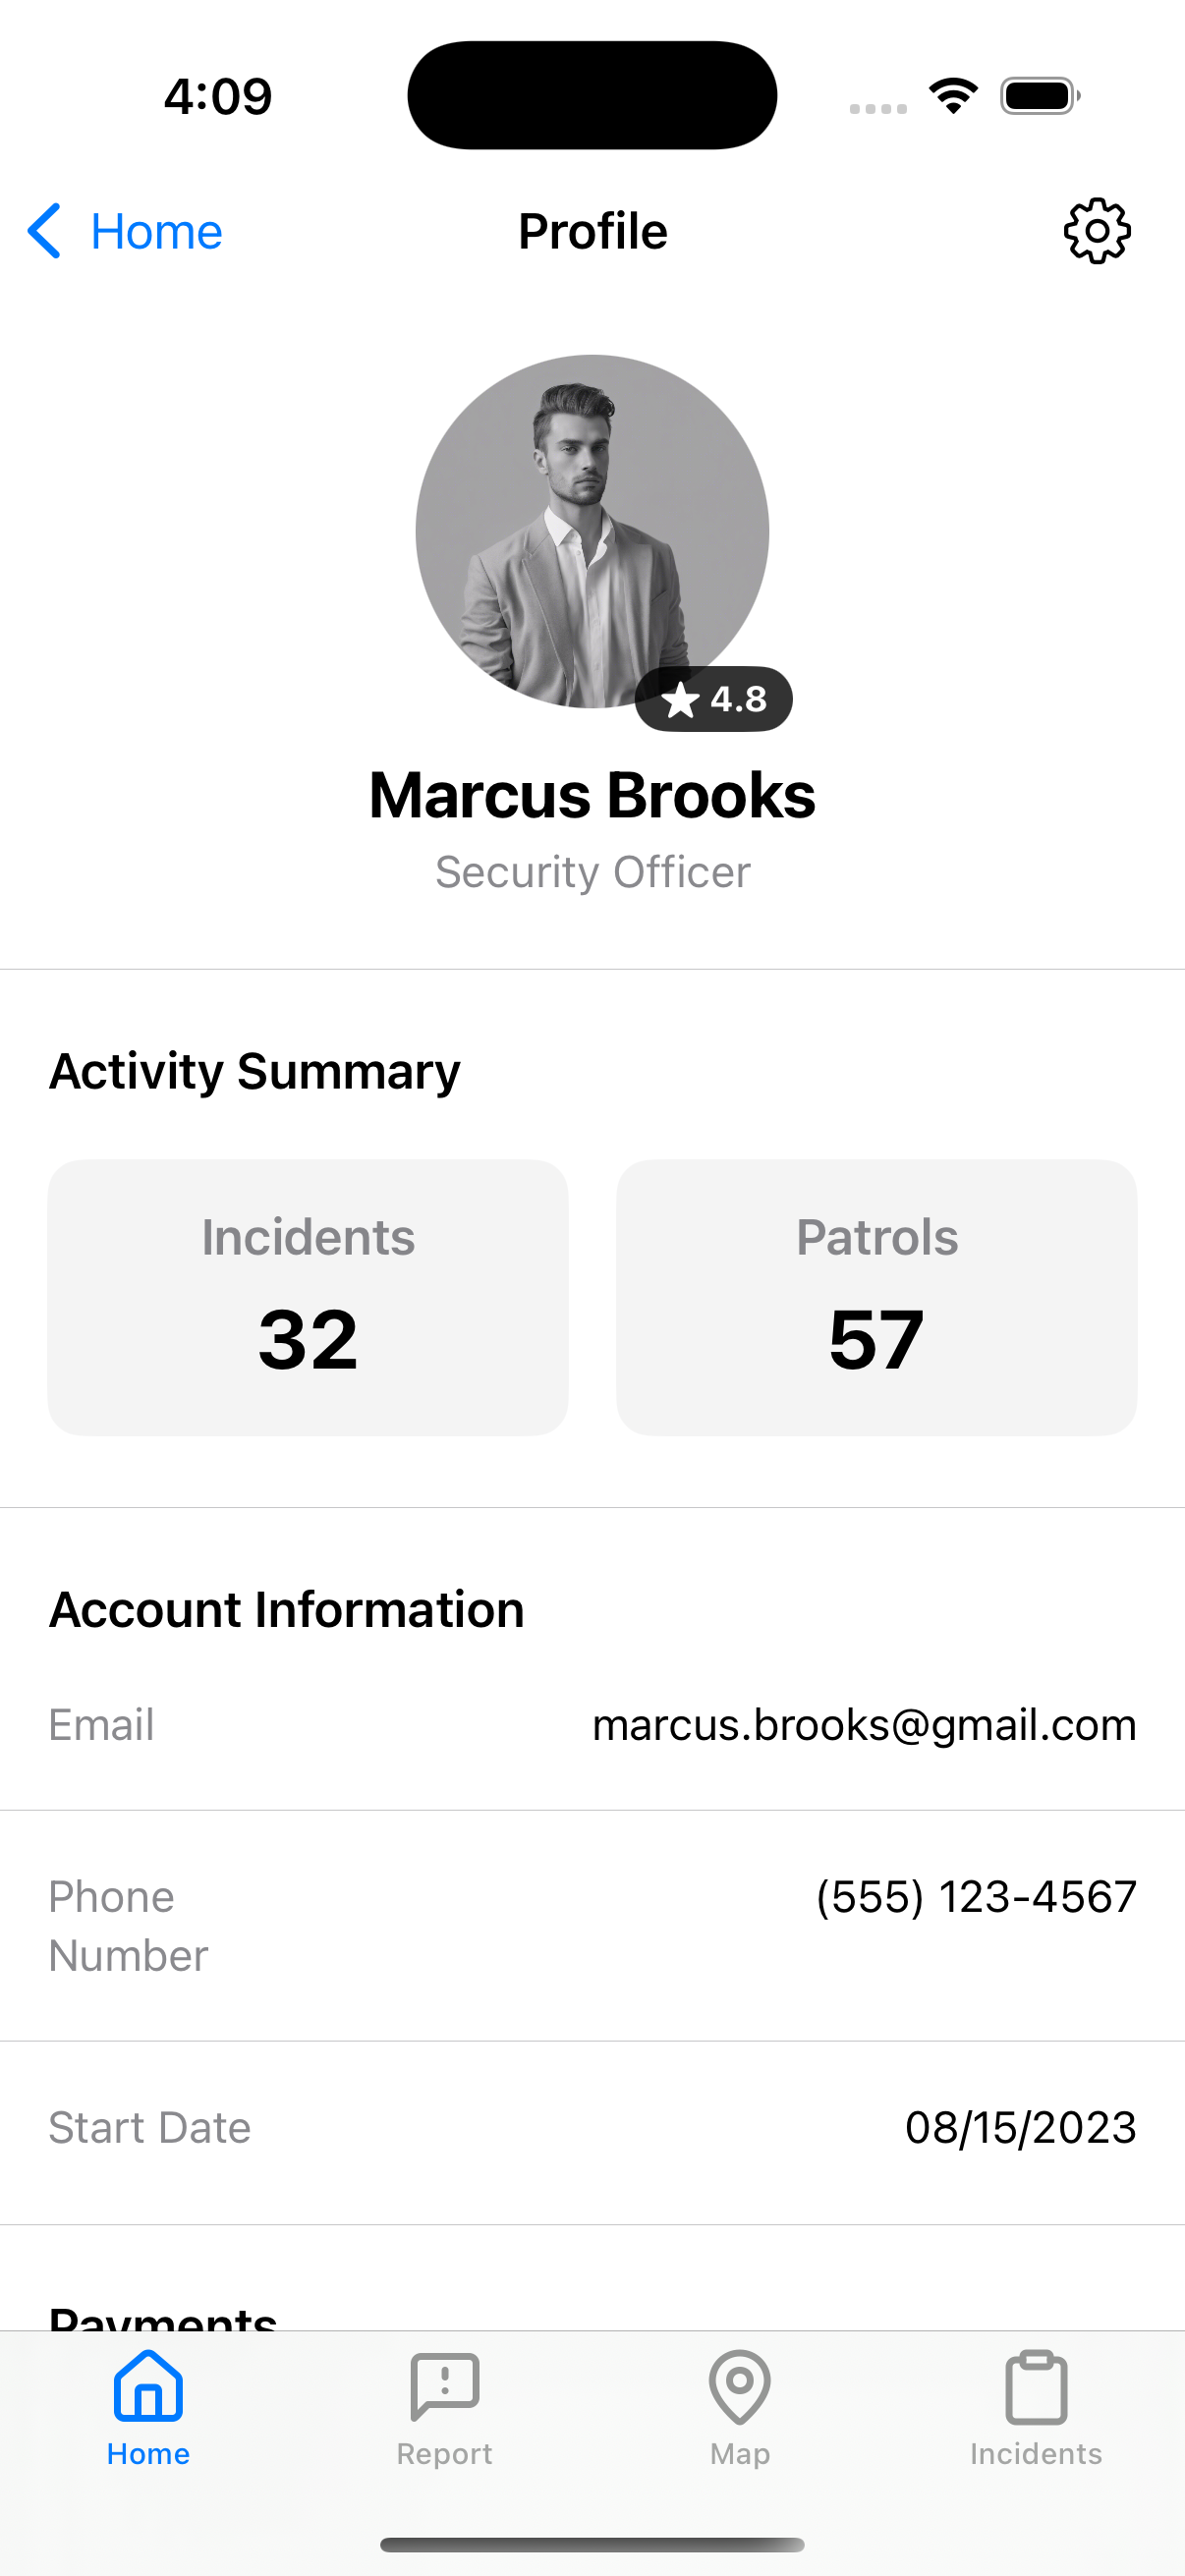 4:09
Home
Profile
4.8
Marcus Brooks
Security Officer
Activity Summary
Incidents
Patrols
32
57
Account Information
Email
marcus.brooks@gmail.com
Phone
Number
(555) 123-4567
Start Date
08/15/2023
Payments
Home
Report
Map
Incidents